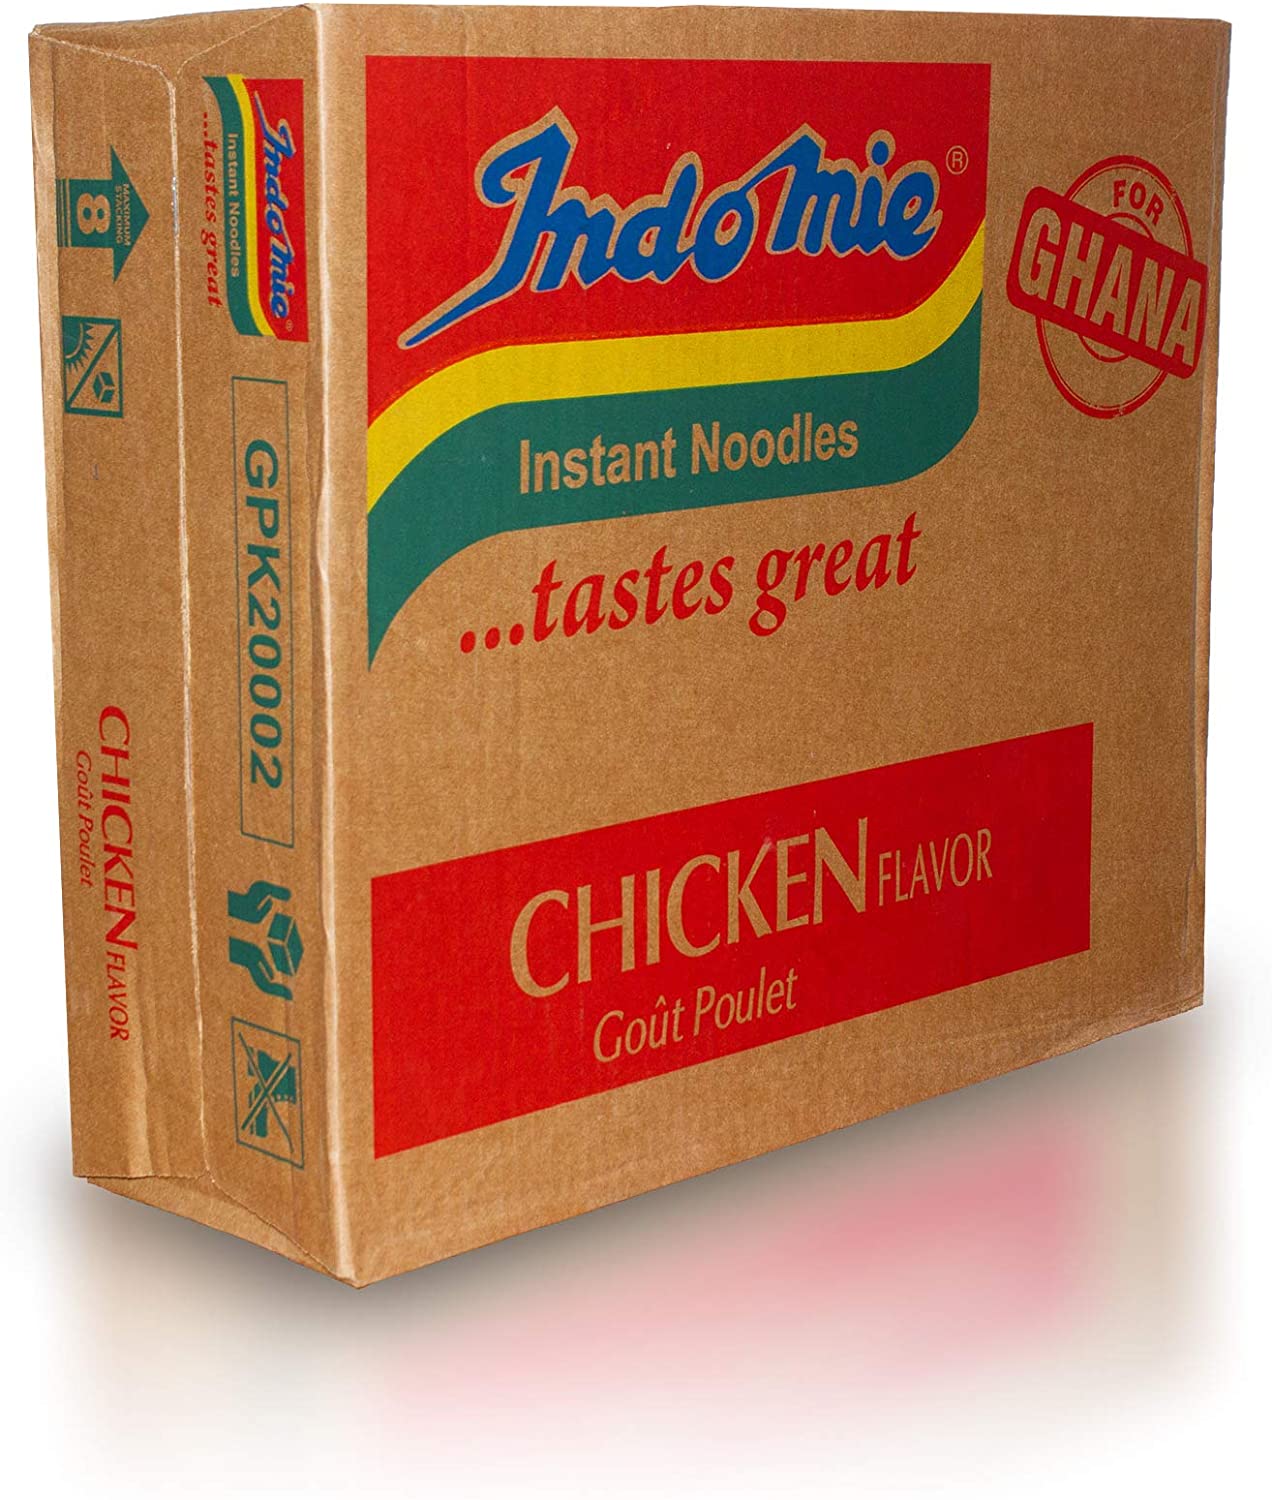 MAXIMUM
STACKING
8
CHICKEN FLAVOR
Goût Poulet
Indomie®
Instant Noodles
...tastes great
GPK20002
Indomie®
Instant Noodles
...tastes great
FOR
GHANA
CHICKEN FLAVOR
Goût Poulet